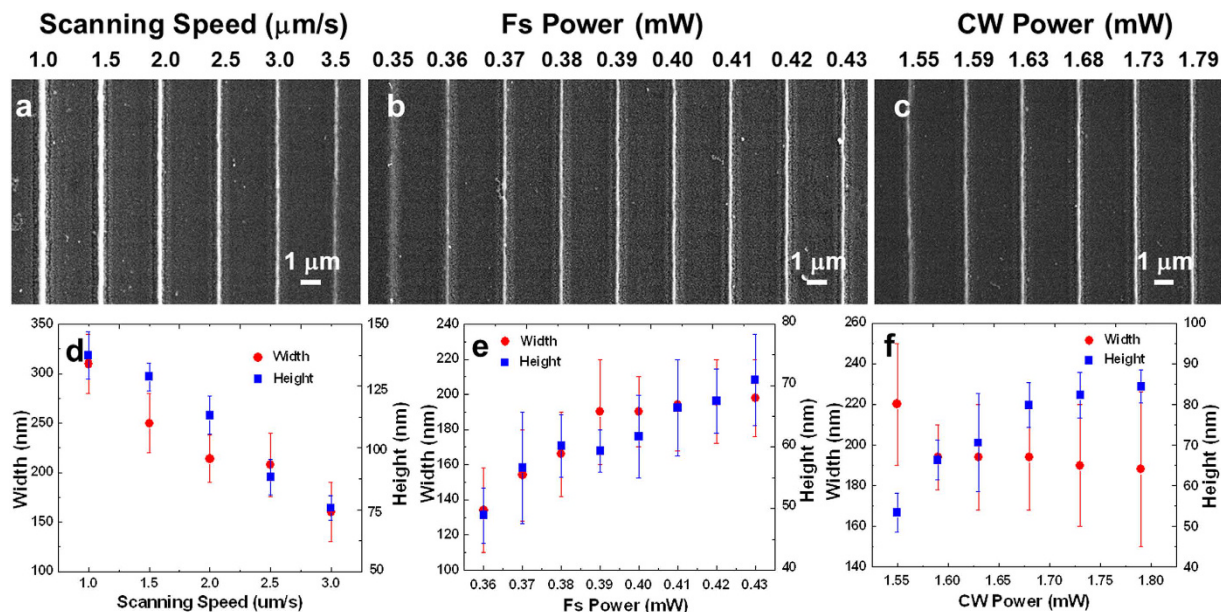 Scanning Speed (μm/s)
1.0 1.5 2.0 2.5 3.0 3.5
Fs Power (mW)
0.35 0.36 0.37 0.38 0.39 0.40 0.41 0.42 0.43
CW Power (mW)
1.55 1.59 1.63 1.68 1.73 1.79
a
1 μm
b
1 μm
c
1 μm
d
Width
Height
350
300
250
200
150
100
Width (nm)
150
125
100
75
50
Height (nm)
1.0 1.5 2.0 2.5 3.0
Scanning Speed (um/s)
e
Width
Height
240
220
200
180
160
140
120
100
Width (nm)
80
70
60
50
40
Height (nm)
0.36 0.37 0.38 0.39 0.40 0.41 0.42 0.43
Fs Power (mW)
f
Width
Height
260
240
220
200
180
160
140
Width (nm)
100
90
80
70
60
50
40
Height (nm)
1.55 1.60 1.65 1.70 1.75 1.80
CW Power (mW)